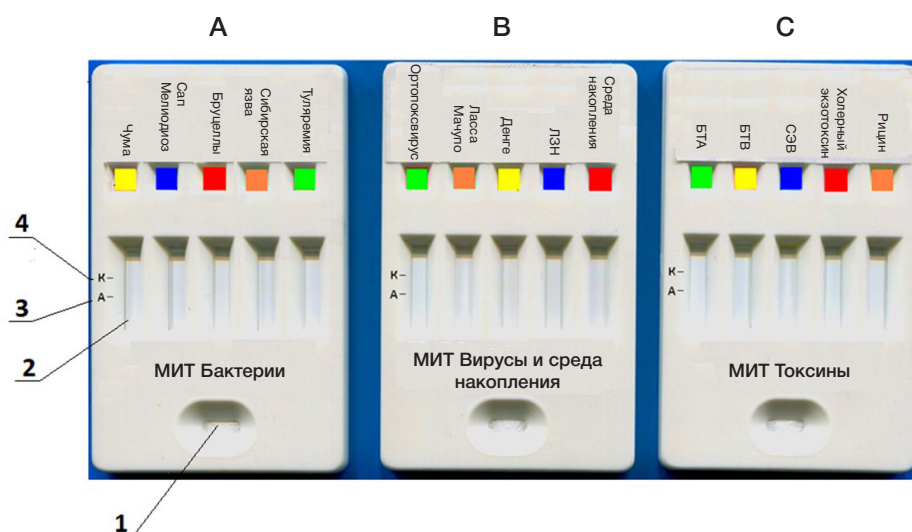 A
B
C
Чума
Сап
Мелиодиоз
Бруцеллы
Сибирская
язва
Туляремия
Ортопоксвирус
Ласса
Мачупо
Денге
ЛЗН
Среда
накопления
БТА
БТВ
СЭВ
Холерный
экзотоксин
Рицин
4
3
2
1
К
А
К
А
К
А
МИТ Бактерии
МИТ Вирусы и среда
накопления
МИТ Токсины